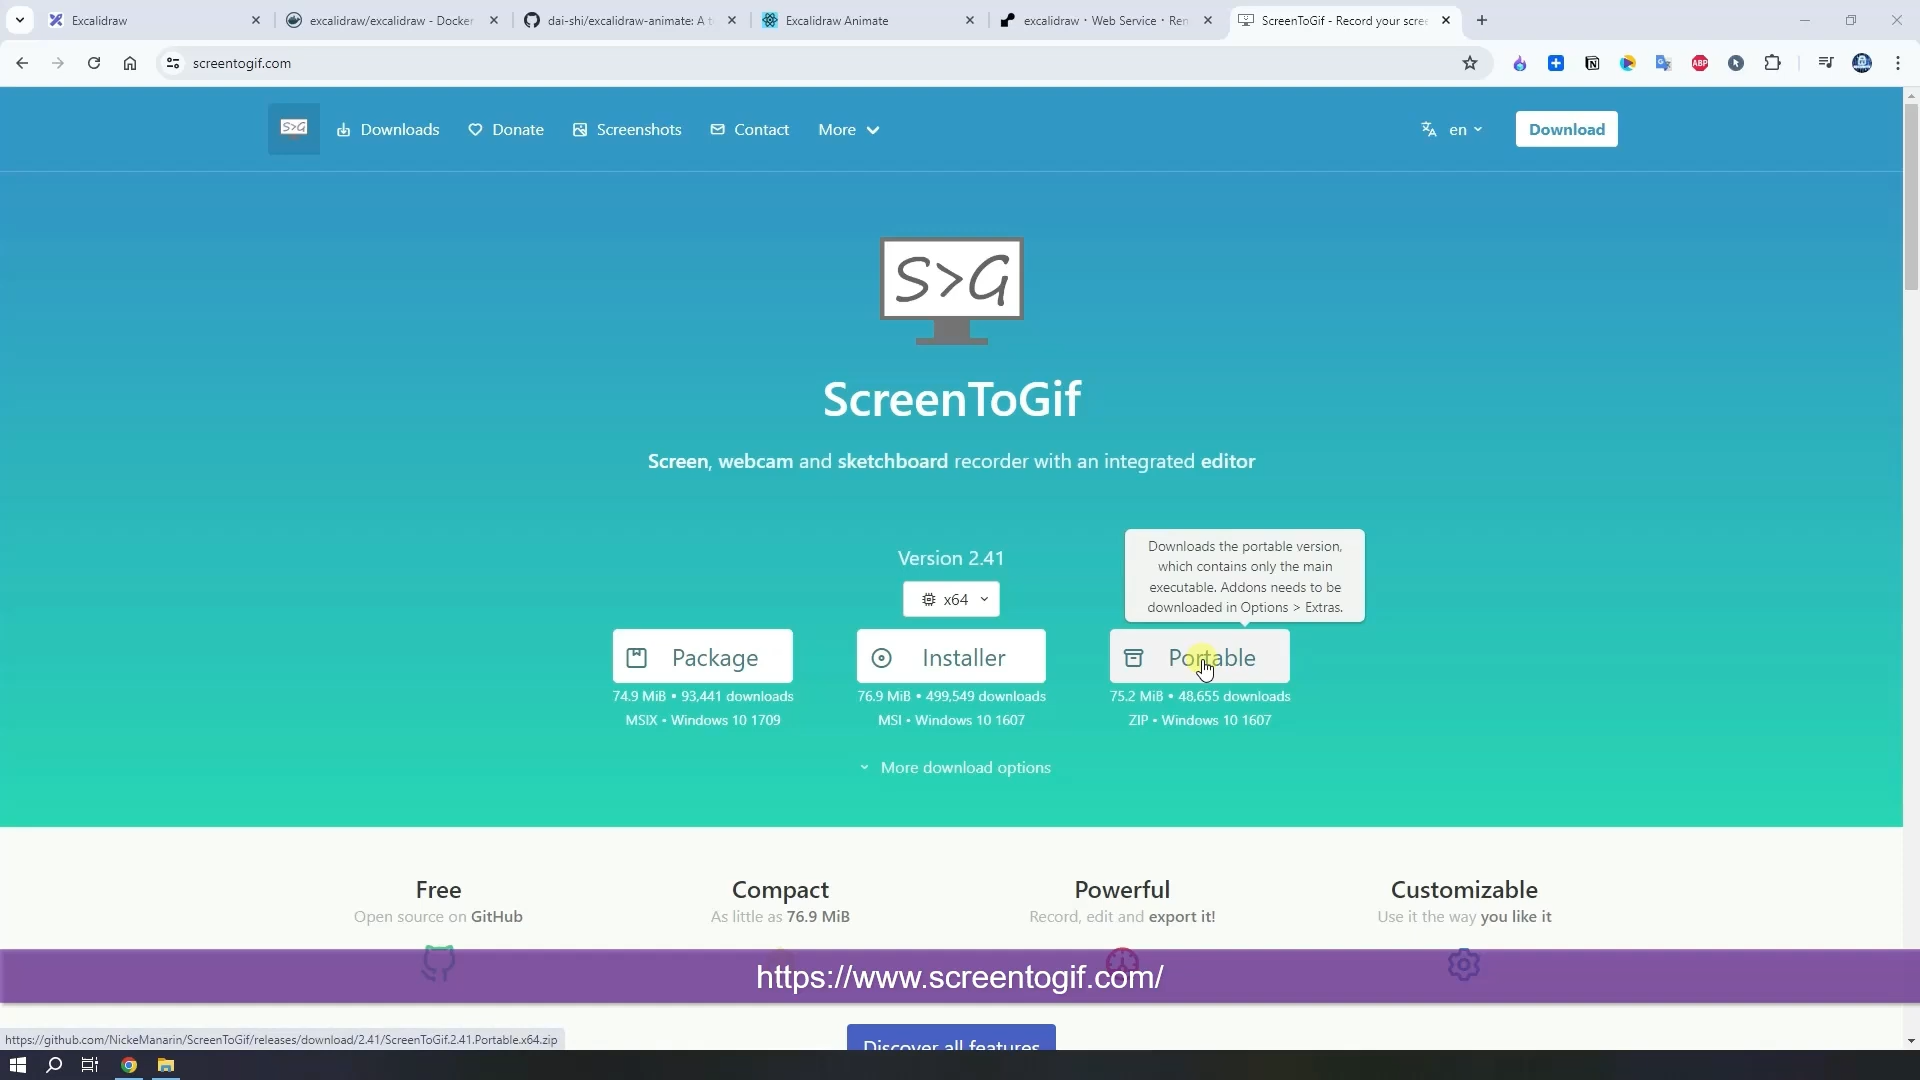 Excalidraw
excalidraw/excalidraw - Docker
dai-shi/excalidraw-animate: A t
Excalidraw Animate
excalidraw · Web Service · Ren
ScreenToGif - Record your scree
screentogif.com
ABP
S>G
Downloads
Donate
Screenshots
Contact
More
en
Download
S>G
ScreenToGif
Screen, webcam and sketchboard recorder with an integrated editor
Version 2.41
x64
Downloads the portable version,
which contains only the main
executable. Addons needs to be
downloaded in Options > Extras.
Package
Installer
Portable
74.9 MiB • 93,441 downloads
MSIX • Windows 10 1709
76.9 MiB • 499,549 downloads
MSI • Windows 10 1607
75.2 MiB • 48,655 downloads
ZIP • Windows 10 1607
More download options
Free
Open source on GitHub
Compact
As little as 76.9 MiB
Powerful
Record, edit and export it!
Customizable
Use it the way you like it
https://www.screentogif.com/
https://github.com/NickeManarin/ScreenToGif/releases/download/2.41/ScreenToGif.2.41.Portable.x64.zip
Discover all features